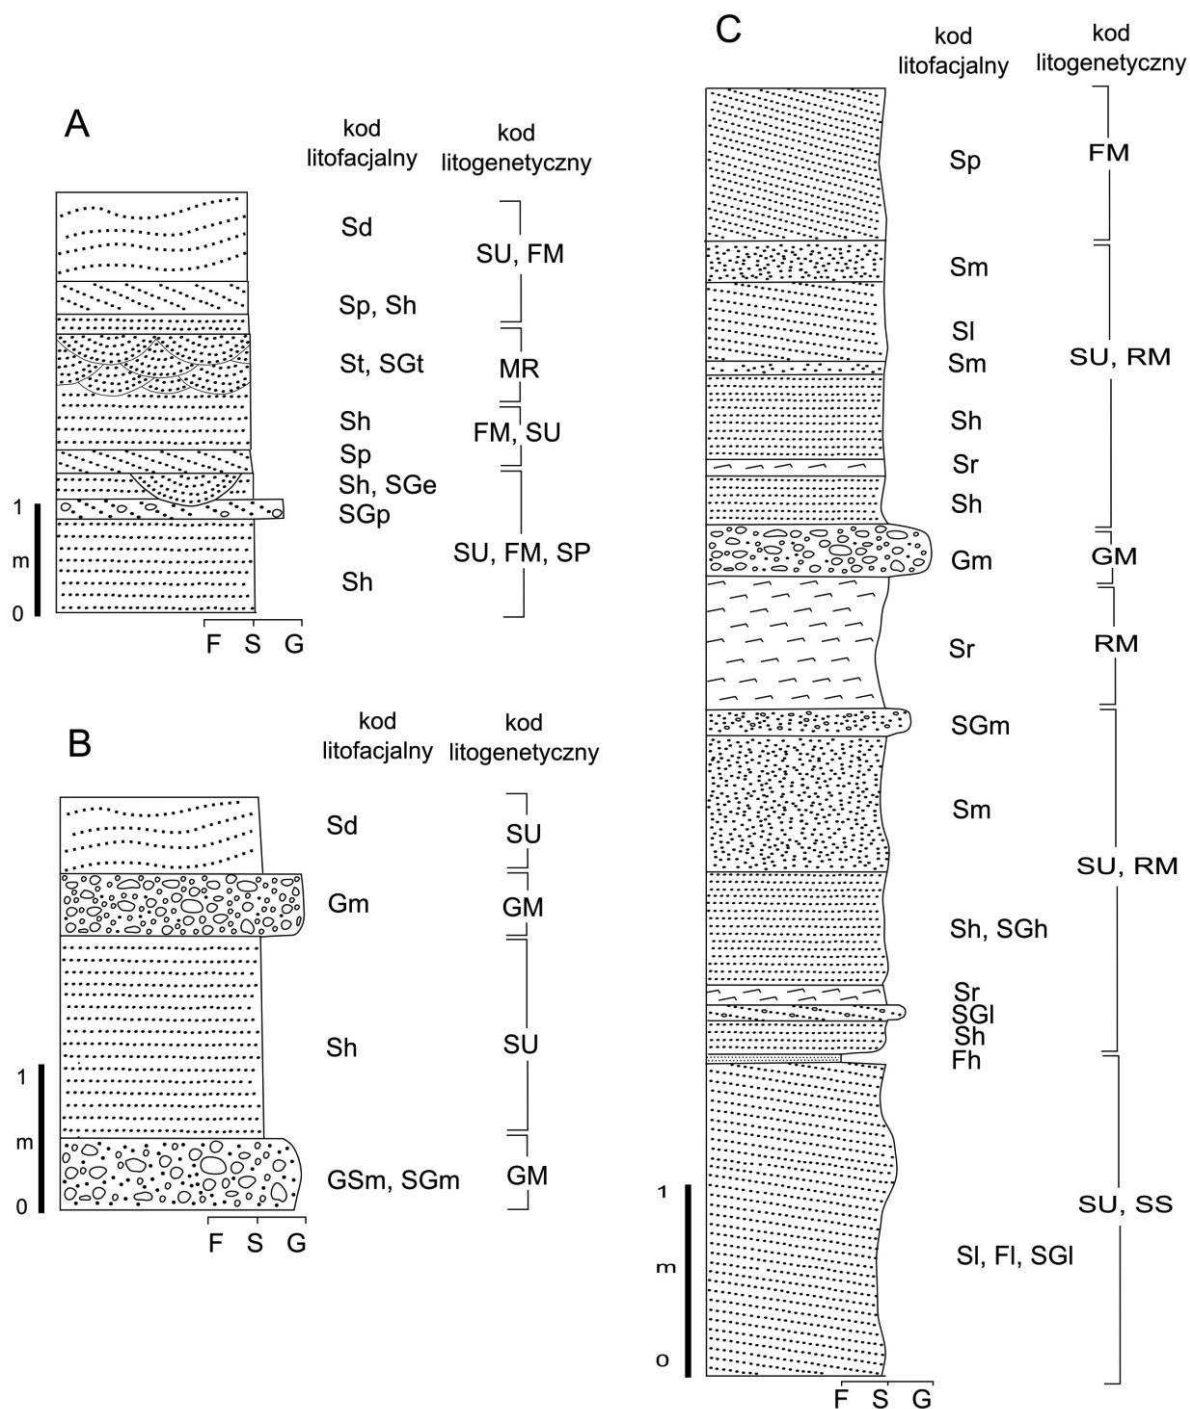 A
kod
litofacjalny
kod
litogenetyczny
Sd
SU, FM
Sp, Sh
St, SGt
MR
Sh
FM, SU
Sp
Sh, SGe
SGp
SU, FM, SP
Sh
1
m
0
F S G
B
kod
litofacjalny
kod
litogenetyczny
Sd
SU
Gm
GM
Sh
SU
GSm, SGm
GM
1
m
0
F S G
C
kod
litofacjalny
kod
litogenetyczny
Sp
FM
Sm
Sl
SU, RM
Sm
Sh
Sr
Sh
Gm
GM
Sr
RM
SGm
Sm
SU, RM
Sh, SGh
Sr
SGl
Sh
Fh
SU, SS
Sl, Fl, SGl
1
m
0
F S G